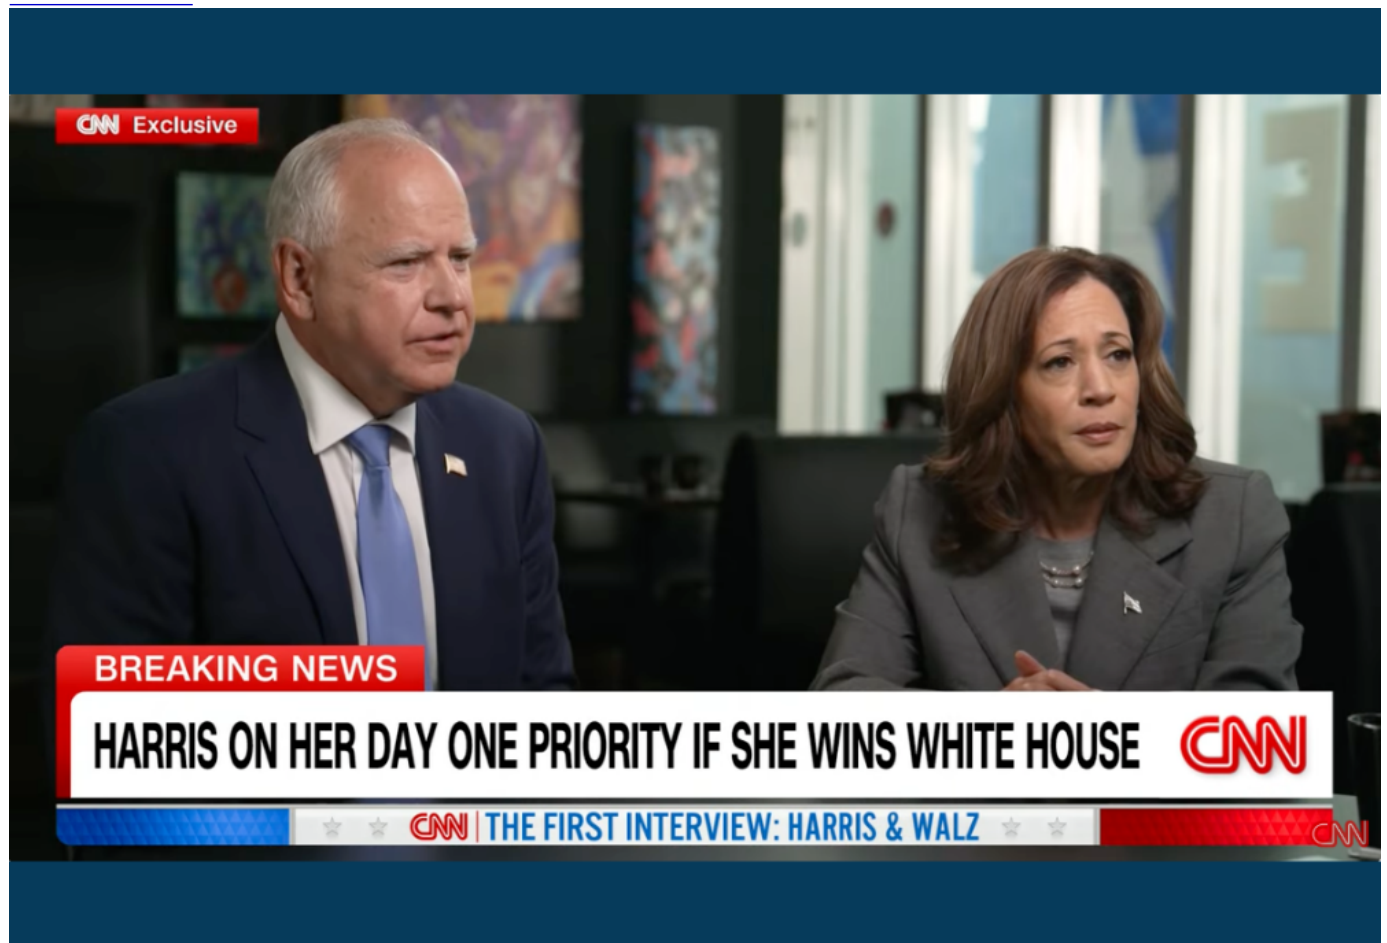 CNN Exclusive
BREAKING NEWS
HARRIS ON HER DAY ONE PRIORITY IF SHE WINS WHITE HOUSE CNN
CNN THE FIRST INTERVIEW: HARRIS & WALZ
CNN